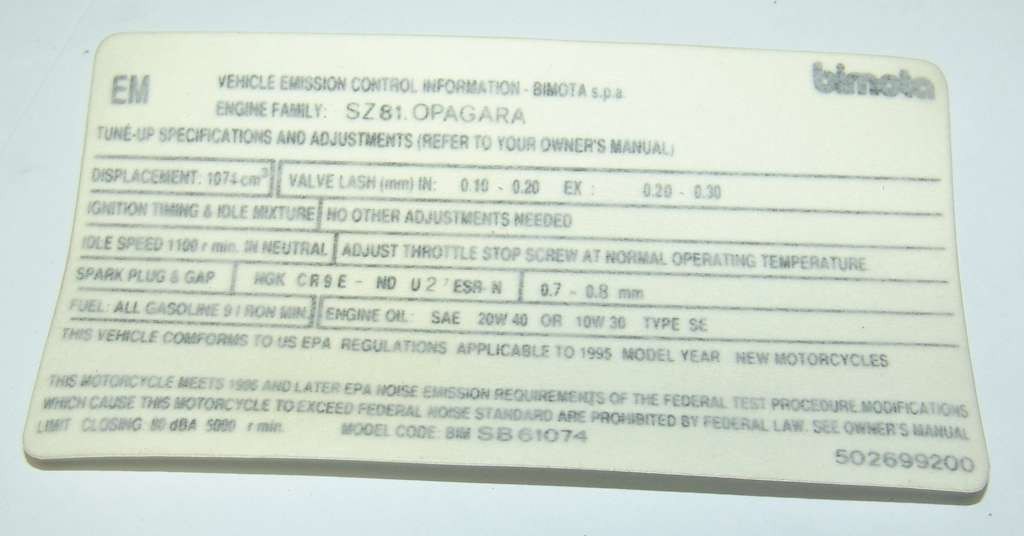 EM
VEHICLE EMISSION CONTROL INFORMATION - BIMOTA s.p.a.
bimota
ENGINE FAMILY: SZ81.OPAGARA
TUNE-UP SPECIFICATIONS AND ADJUSTMENTS (REFER TO YOUR OWNER'S MANUAL)
DISPLACEMENT: 1074 cm³ VALVE LASH (mm) IN: 0.10 - 0.20 EX : 0.20 - 0.30
IGNITION TIMING & IDLE MIXTURE NO OTHER ADJUSTMENTS NEEDED
IDLE SPEED 1100 r min. IN NEUTRAL ADJUST THROTTLE STOP SCREW AT NORMAL OPERATING TEMPERATURE
SPARK PLUG & GAP NGK CR9E - ND 0.7 - 0.8 mm
FUEL: ALL GASOLINE 91 RON MIN. ENGINE OIL: SAE 20W 40 OR 10W 30 TYPE SE
THIS VEHICLE COMFORMS TO US EPA REGULATIONS APPLICABLE TO 1995 MODEL YEAR NEW MOTORCYCLES
THIS MOTORCYCLE MEETS 1986 AND LATER EPA NOISE EMISSION REQUIREMENTS OF THE FEDERAL TEST PROCEDURE.MODIFICATIONS
WHICH CAUSE THIS MOTORCYCLE TO EXCEED FEDERAL NOISE STANDARD ARE PROHIBITED BY FEDERAL LAW. SEE OWNER'S MANUAL
LIMIT CLOSING 80 dBA 5000 r min. MODEL CODE: BIM SB61074
502699200